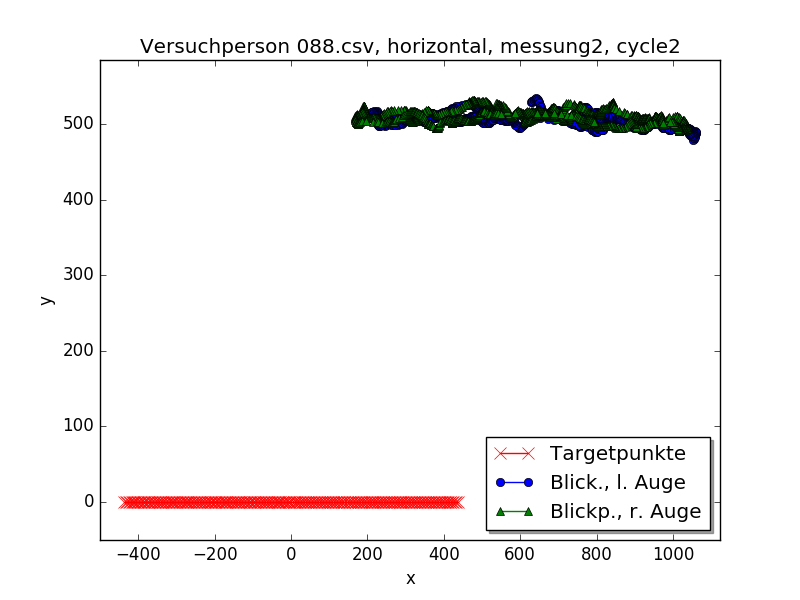 Versuchperson 088.csv, horizontal, messung2, cycle2
y
500
400
300
200
100
0
−400 −200 0 200 400 600 800 1000
x
Targetpunkte
Blick., l. Auge
Blickp., r. Auge